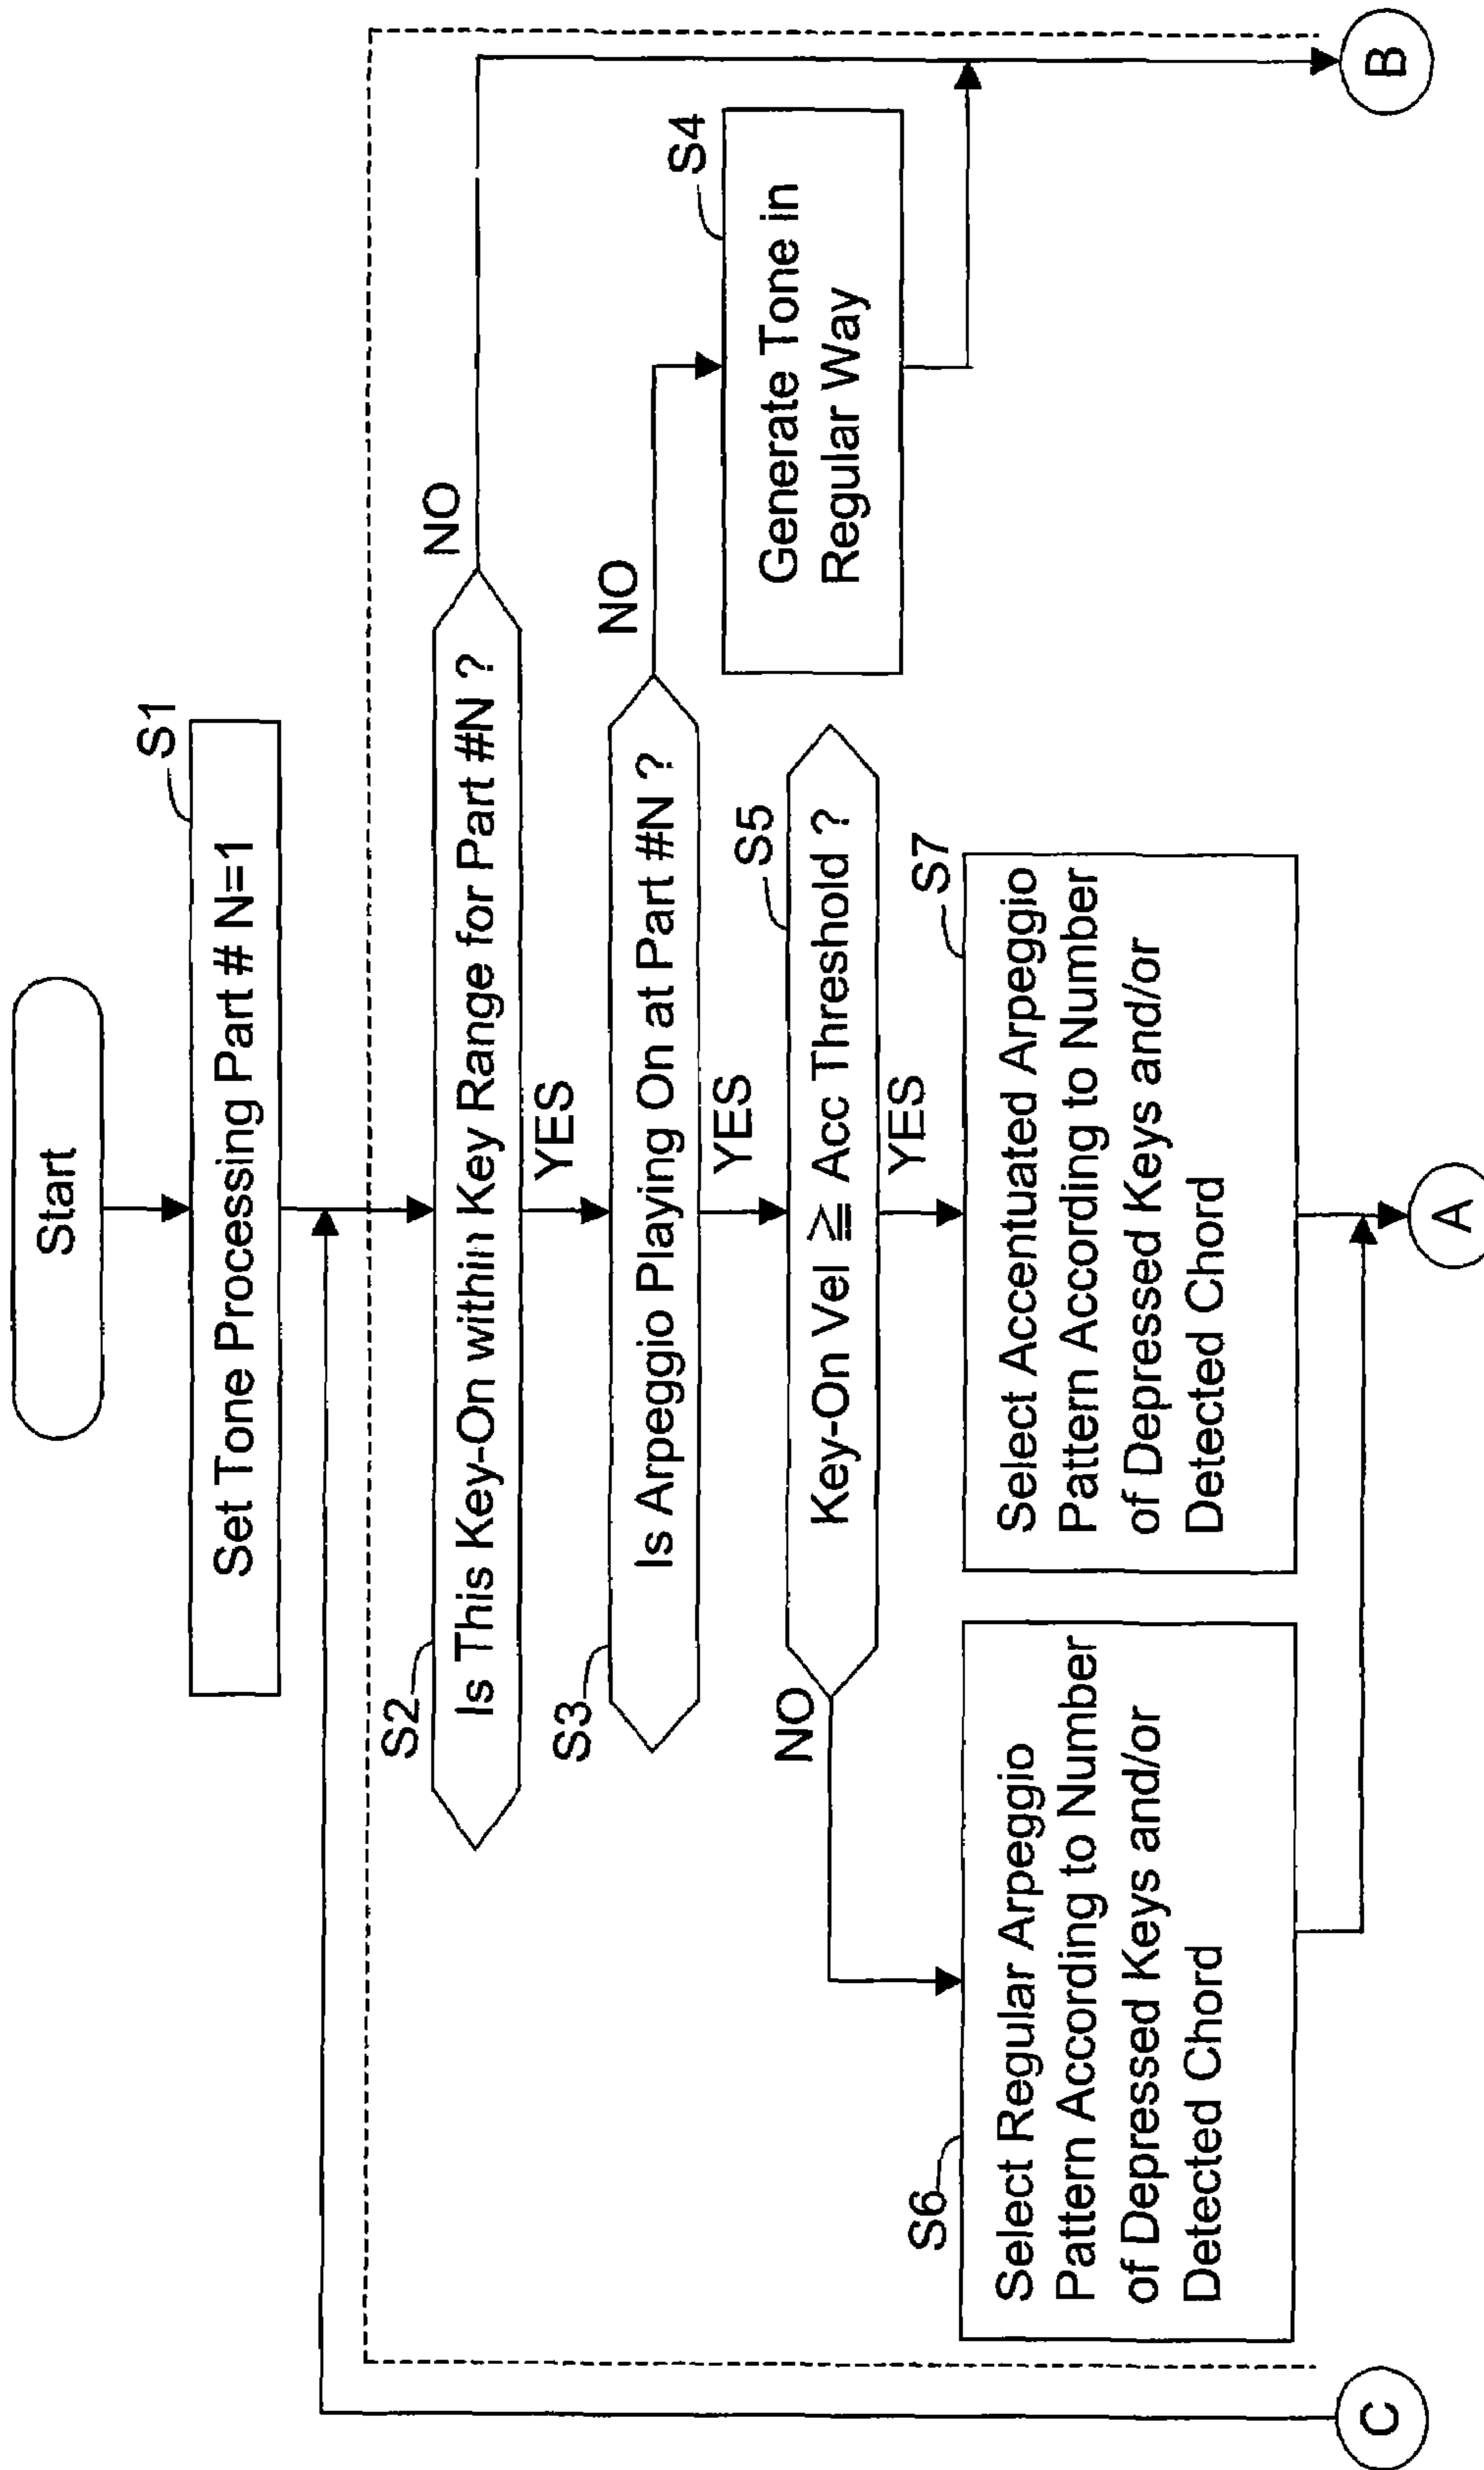 Start
S1
Set Tone Processing Part # N=1
S2
Is This Key-On within Key Range for Part #N ?
NO
YES
S3
Is Arpeggio Playing On at Part #N ?
NO
YES
S4
Generate Tone in
Regular Way
S5
Key-On Vel ≧ Acc Threshold ?
NO
YES
S6
Select Regular Arpeggio
Pattern According to Number
of Depressed Keys and/or
Detected Chord
S7
Select Accentuated Arpeggio
Pattern According to Number
of Depressed Keys and/or
Detected Chord
C
A
B